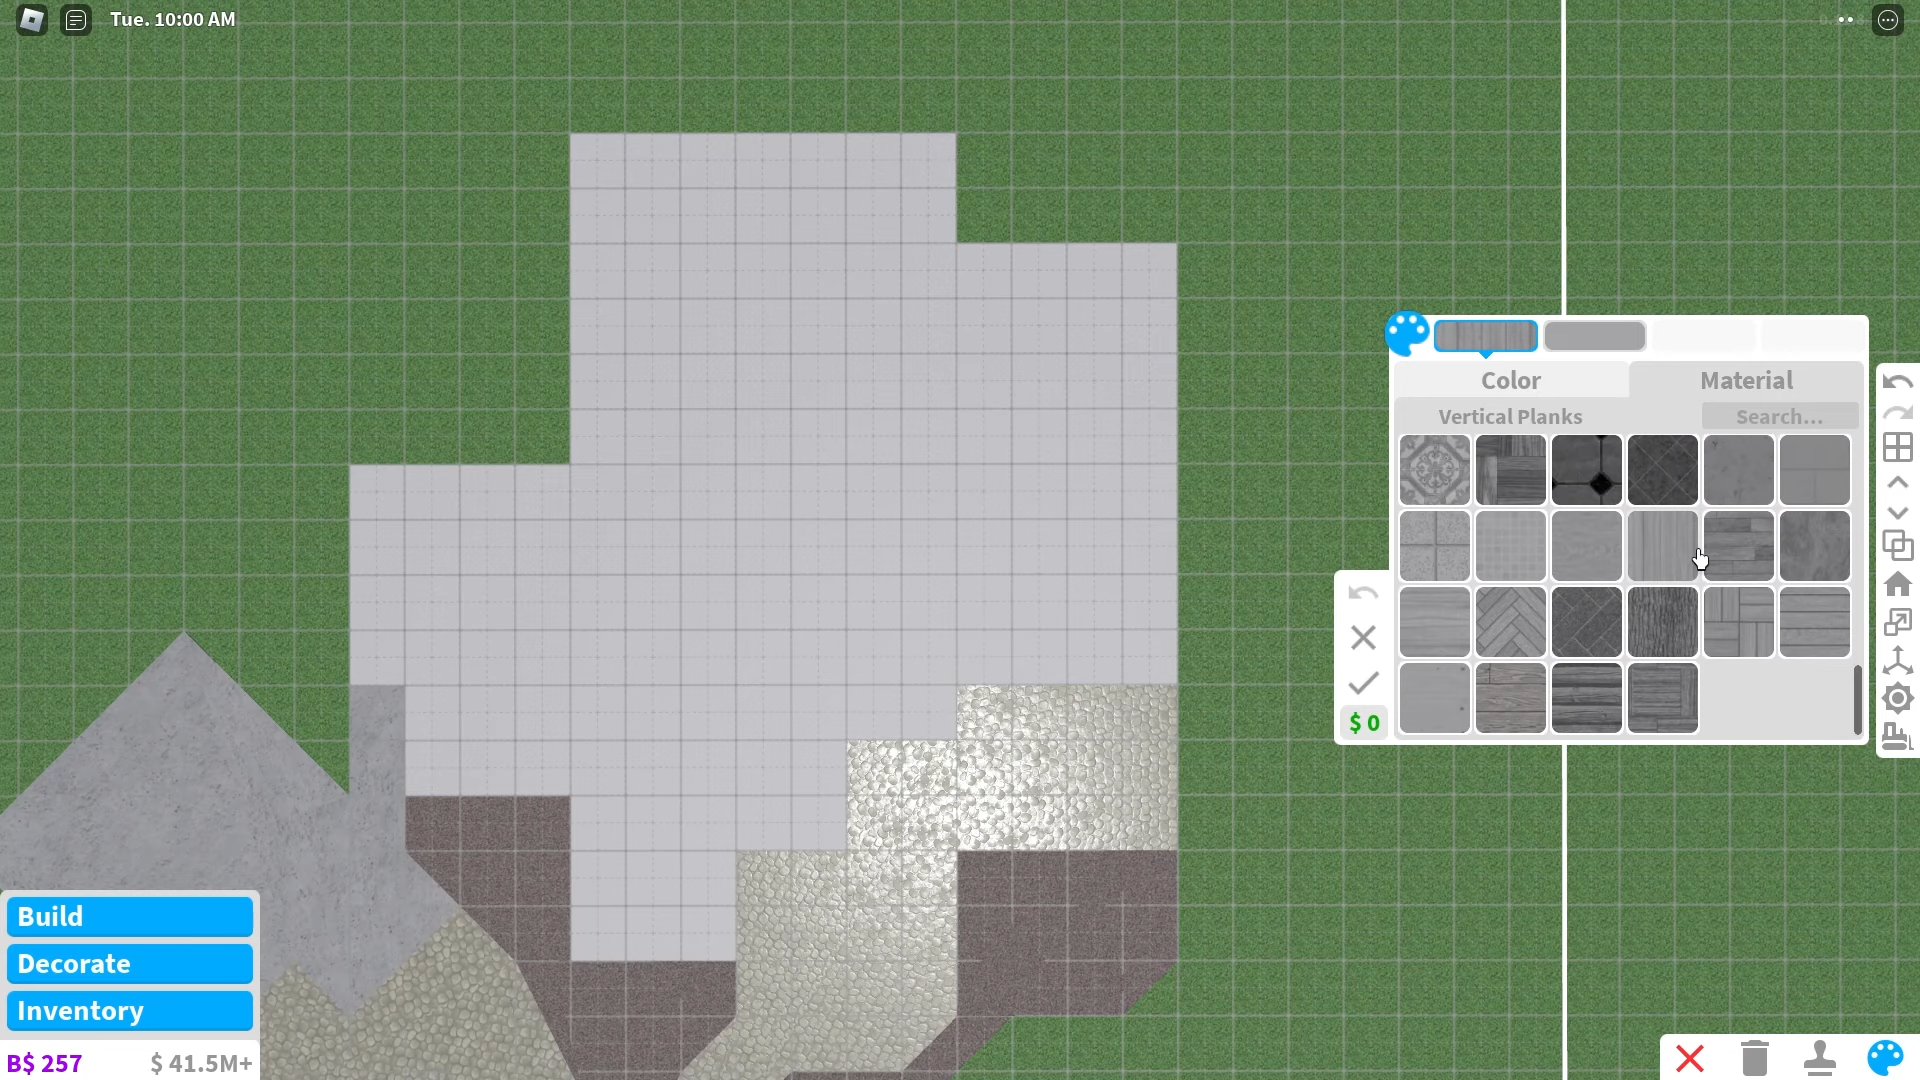 Tue. 10:00 AM
Color
Material
Vertical Planks
Search...
$ 0
Build
Decorate
Inventory
B$ 257
$ 41.5M+